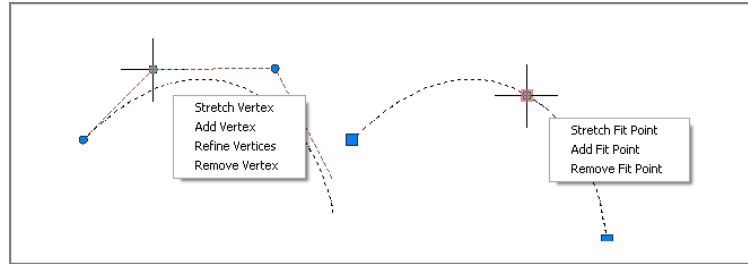 Stretch Vertex
Add Vertex
Refine Vertices
Remove Vertex
Stretch Fit Point
Add Fit Point
Remove Fit Point